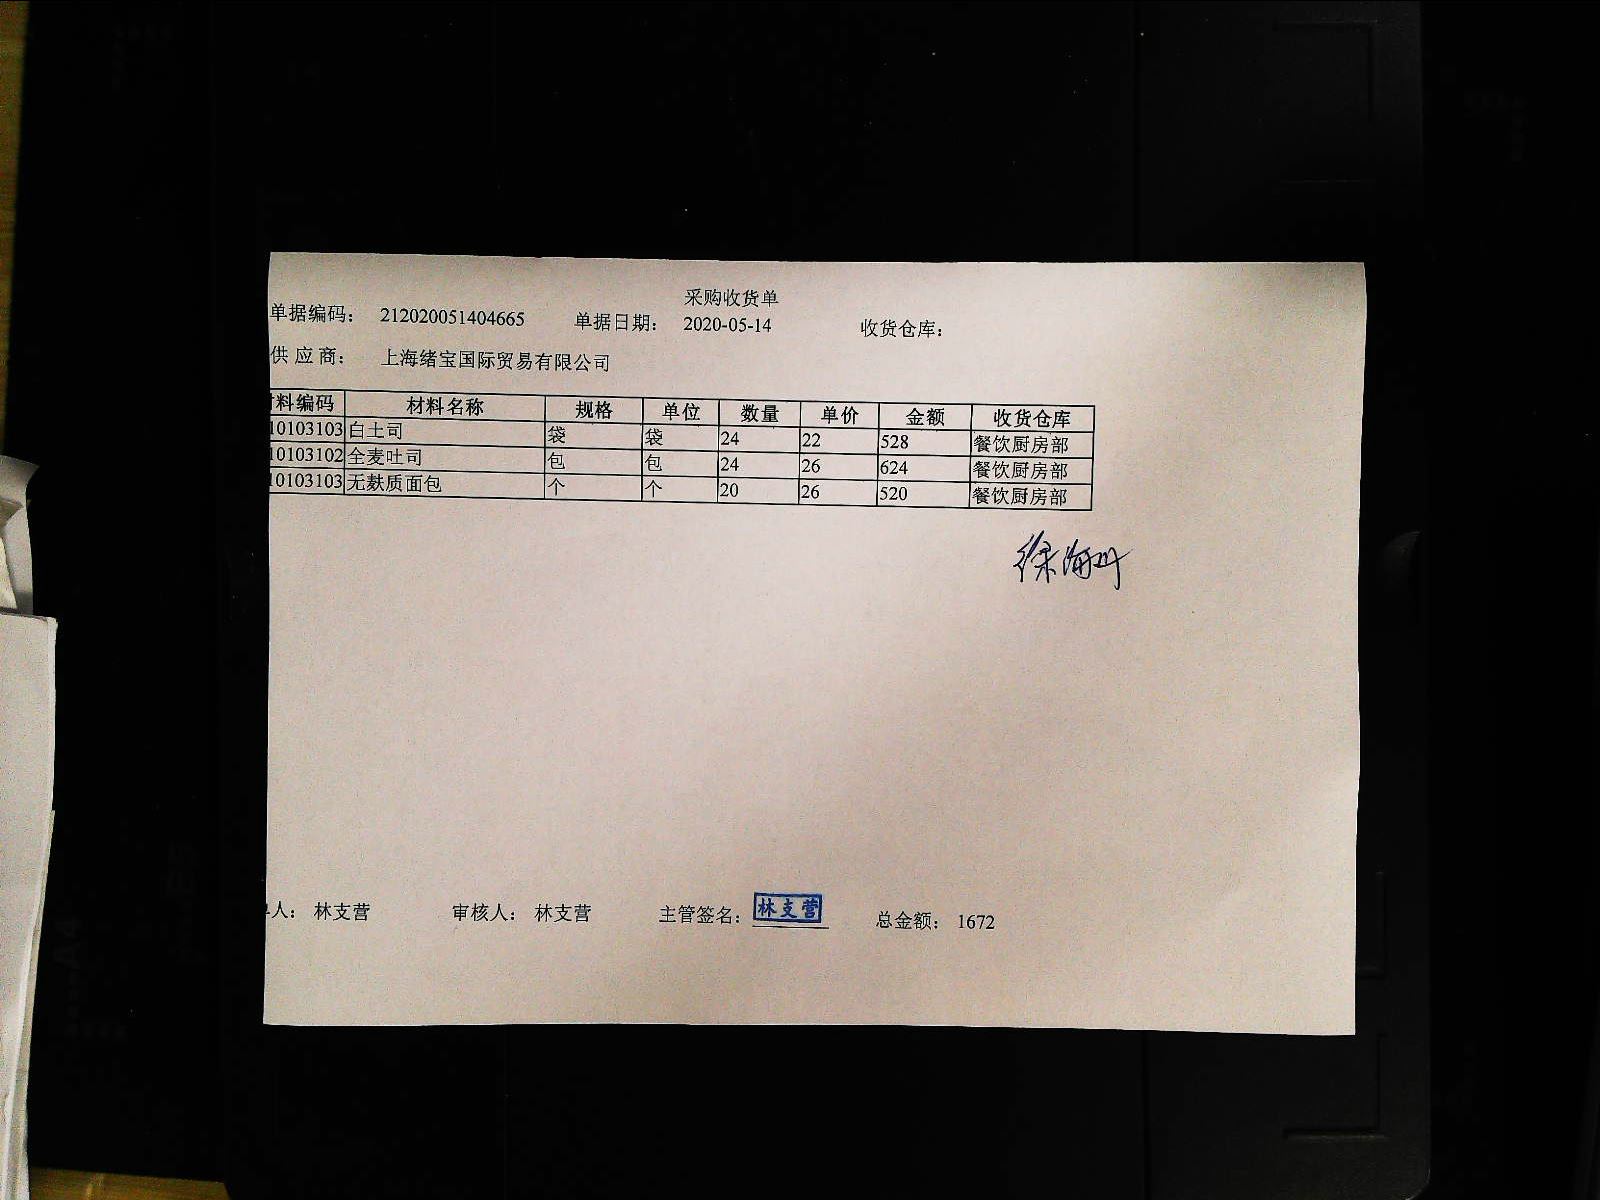 采购收货单
单据编码： 212020051404665 单据日期： 2020-05-14 收货仓库：
供应商： 上海绪宝国际贸易有限公司
料编码 材料名称 规格 单位 数量 单价 金额 收货仓库
10103103 白土司 袋 袋 24 22 528 餐饮厨房部
10103102 全麦吐司 包 包 24 26 624 餐饮厨房部
10103103 无麸质面包 个 个 20 26 520 餐饮厨房部
人： 林支营 审核人： 林支营 主管签名： 林支营 总金额： 1672